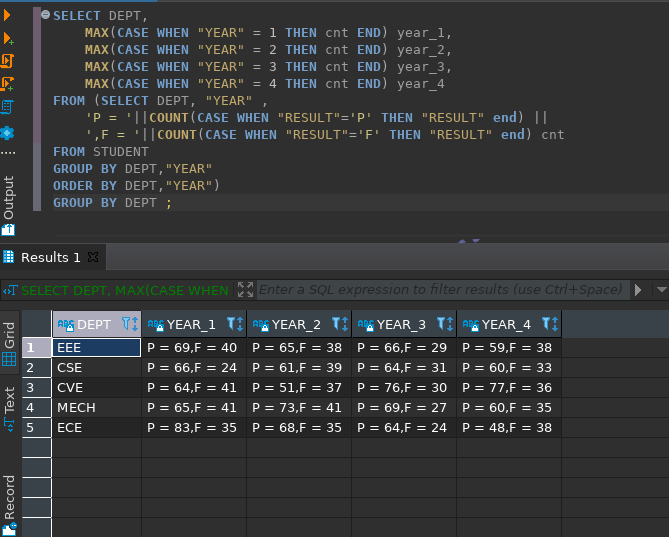 SELECT DEPT,
MAX(CASE WHEN "YEAR" = 1 THEN cnt END) year_1,
MAX(CASE WHEN "YEAR" = 2 THEN cnt END) year_2,
MAX(CASE WHEN "YEAR" = 3 THEN cnt END) year_3,
MAX(CASE WHEN "YEAR" = 4 THEN cnt END) year_4
FROM (SELECT DEPT, "YEAR" ,
'P = '||COUNT(CASE WHEN "RESULT"='P' THEN "RESULT" end) ||
',F = '||COUNT(CASE WHEN "RESULT"='F' THEN "RESULT" end) cnt
FROM STUDENT
GROUP BY DEPT,"YEAR"
ORDER BY DEPT,"YEAR")
GROUP BY DEPT ;
Output
Results 1
SELECT DEPT, MAX(CASE WHEN Enter a SQL expression to filter results (use Ctrl+Space)
Grid
Text
Record
ABC DEPT ABC YEAR_1 ABC YEAR_2 ABC YEAR_3 ABC YEAR_4
1 EEE P = 69,F = 40 P = 65,F = 38 P = 66,F = 29 P = 59,F = 38
2 CSE P = 66,F = 24 P = 61,F = 39 P = 64,F = 31 P = 60,F = 33
3 CVE P = 64,F = 41 P = 51,F = 37 P = 76,F = 30 P = 77,F = 36
4 MECH P = 65,F = 41 P = 73,F = 41 P = 69,F = 27 P = 60,F = 35
5 ECE P = 83,F = 35 P = 68,F = 35 P = 64,F = 24 P = 48,F = 38